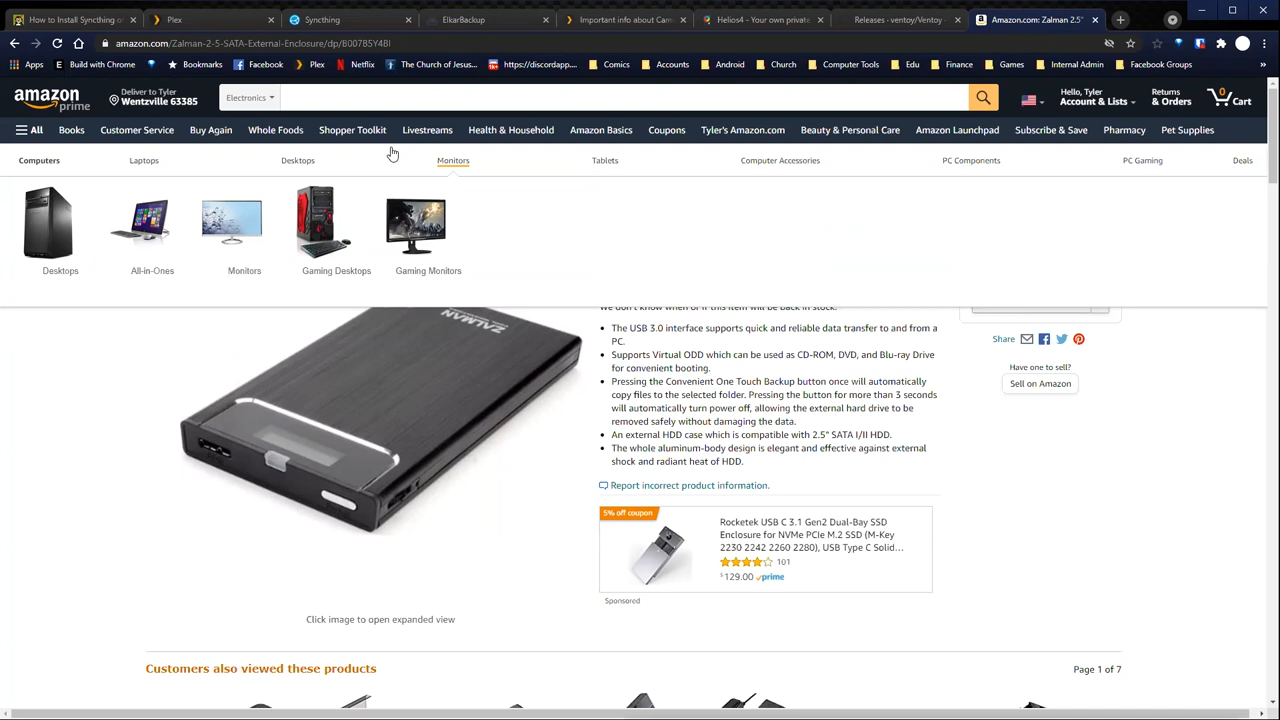 How to Install Syncthing of
Plex
Syncthing
ElkarBackup
Important info about Cam
Helios4 - Your own private
Releases - ventoy/Ventoy -
Amazon.com: Zalman 2.5"
amazon.com/Zalman-2-5-SATA-External-Enclosure/dp/B007B5Y4BI
Apps
Build with Chrome
Bookmarks
Facebook
Plex
Netflix
The Church of Jesus...
https://discordapp...
Comics
Accounts
Android
Church
Computer Tools
Edu
Finance
Games
Internal Admin
Facebook Groups
amazon prime
Deliver to Tyler
Wentzville 63385
Electronics
Hello, Tyler
Account & Lists
Returns
& Orders
0
Cart
All
Books
Customer Service
Buy Again
Whole Foods
Shopper Toolkit
Livestreams
Health & Household
Amazon Basics
Coupons
Tyler's Amazon.com
Beauty & Personal Care
Amazon Launchpad
Subscribe & Save
Pharmacy
Pet Supplies
Computers
Laptops
Desktops
Monitors
Tablets
Computer Accessories
PC Components
PC Gaming
Deals
Desktops
All-in-Ones
Monitors
Gaming Desktops
Gaming Monitors
We don't know when or if this item will be back in stock.
ZALMAN
The USB 3.0 interface supports quick and reliable data transfer to and from a
PC.
Supports Virtual ODD which can be used as CD-ROM, DVD, and Blu-ray Drive
for convenient booting.
Pressing the Convenient One Touch Backup button once will automatically
copy files to the selected folder. Pressing the button for more than 3 seconds
will automatically turn power off, allowing the external hard drive to be
removed safely without damaging the data.
An external HDD case which is compatible with 2.5" SATA I/II HDD.
The whole aluminum-body design is elegant and effective against external
shock and radiant heat of HDD.
Share
Have one to sell?
Sell on Amazon
Report incorrect product information.
5% off coupon
Rocketek USB C 3.1 Gen2 Dual-Bay SSD
Enclosure for NVMe PCIe M.2 SSD (M-Key
2230 2242 2260 2280), USB Type C Solid...
101
$129.00 prime
Sponsored
Click image to open expanded view
Customers also viewed these products
Page 1 of 7